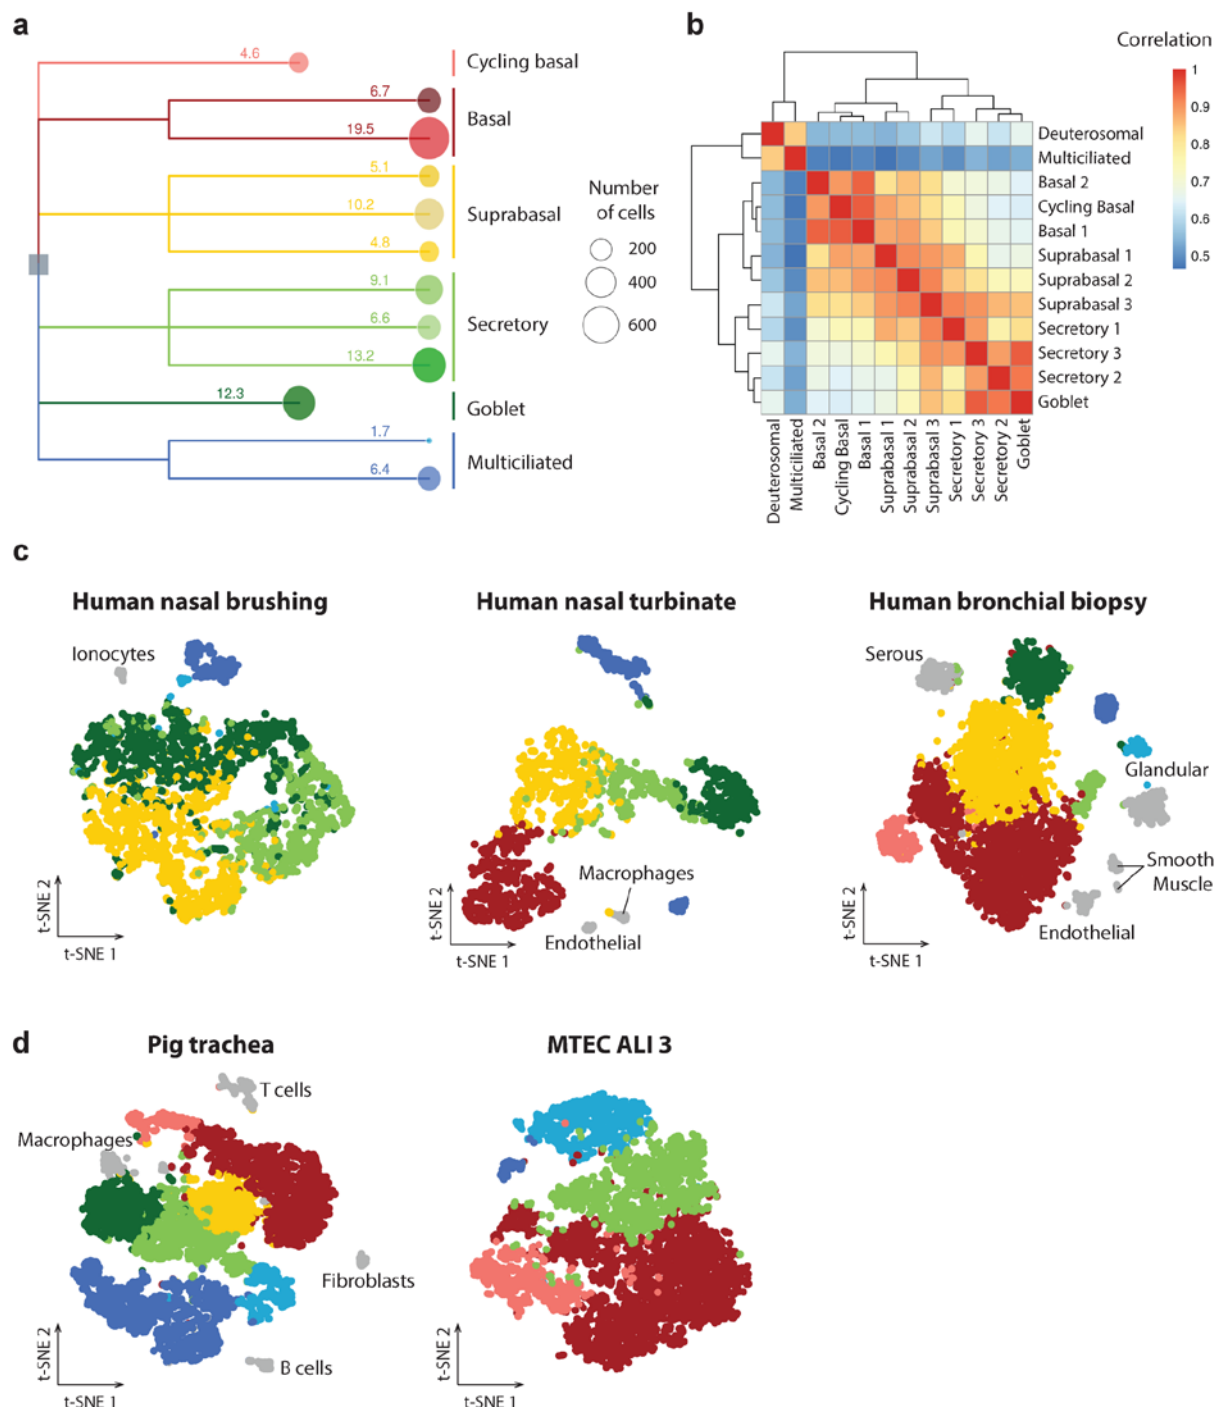 a
4.6
Cycling basal
6.7
Basal
19.5
5.1
10.2
Suprabasal
4.8
9.1
6.6
Secretory
13.2
12.3
Goblet
1.7
6.4
Multiciliated
Number
of cells
200
400
600
b
Correlation
1
0.9
0.8
0.7
0.6
0.5
Deuterosomal
Multiciliated
Basal 2
Cycling Basal
Basal 1
Suprabasal 1
Suprabasal 2
Suprabasal 3
Secretory 1
Secretory 3
Secretory 2
Goblet
Deuterosomal
Multiciliated
Basal 2
Cycling Basal
Basal 1
Suprabasal 1
Suprabasal 2
Suprabasal 3
Secretory 1
Secretory 3
Secretory 2
Goblet
c
Human nasal brushing
Ionocytes
t-SNE 2
t-SNE 1
Human nasal turbinate
Macrophages
Endothelial
t-SNE 2
t-SNE 1
Human bronchial biopsy
Serous
Glandular
Smooth
Muscle
Endothelial
t-SNE 2
t-SNE 1
d
Pig trachea
T cells
Macrophages
Fibroblasts
B cells
t-SNE 2
t-SNE 1
MTEC ALI 3
t-SNE 2
t-SNE 1